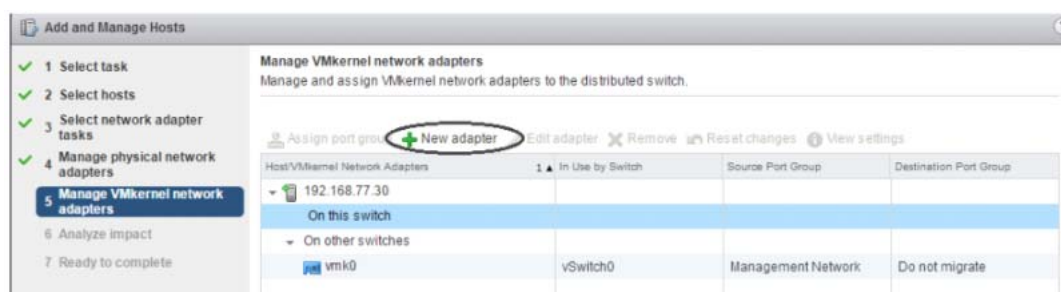 Add and Manage Hosts
1 Select task
2 Select hosts
3 Select network adapter
tasks
4 Manage physical network
adapters
5 Manage VMkernel network
adapters
6 Analyze impact
7 Ready to complete
Manage VMkernel network adapters
Manage and assign VMkernel network adapters to the distributed switch.
Assign port grou New adapter Edit adapter Remove Reset changes View settings
Host/VMkernel Network Adapters 1 ▲ In Use by Switch Source Port Group Destination Port Group
192.168.77.30
On this switch
On other switches
vmk0 vSwitch0 Management Network Do not migrate